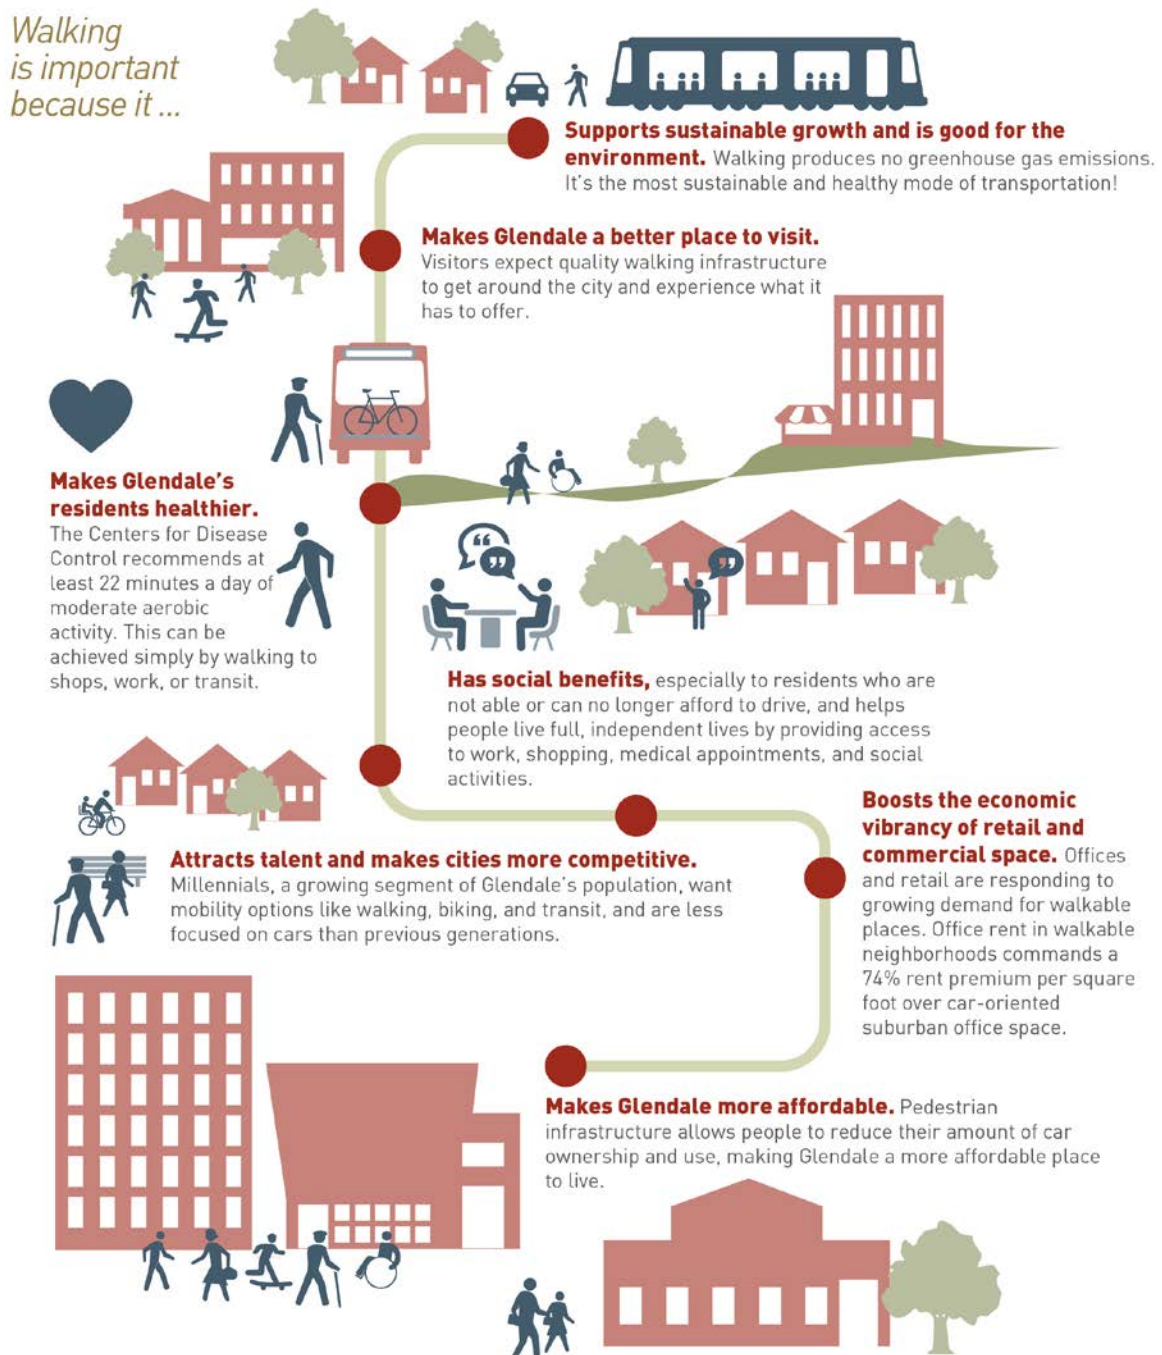 Walking
is important
because it ...
Supports sustainable growth and is good for the
environment. Walking produces no greenhouse gas emissions.
It's the most sustainable and healthy mode of transportation!
Makes Glendale a better place to visit.
Visitors expect quality walking infrastructure
to get around the city and experience what it
has to offer.
Makes Glendale's
residents healthier.
The Centers for Disease
Control recommends at
least 22 minutes a day of
moderate aerobic
activity. This can be
achieved simply by walking to
shops, work, or transit.
Has social benefits, especially to residents who are
not able or can no longer afford to drive, and helps
people live full, independent lives by providing access
to work, shopping, medical appointments, and social
activities.
Attracts talent and makes cities more competitive.
Millennials, a growing segment of Glendale's population, want
mobility options like walking, biking, and transit, and are less
focused on cars than previous generations.
Boosts the economic
vibrancy of retail and
commercial space. Offices
and retail are responding to
growing demand for walkable
places. Office rent in walkable
neighborhoods commands a
74% rent premium per square
foot over car-oriented
suburban office space.
Makes Glendale more affordable. Pedestrian
infrastructure allows people to reduce their amount of car
ownership and use, making Glendale a more affordable place
to live.